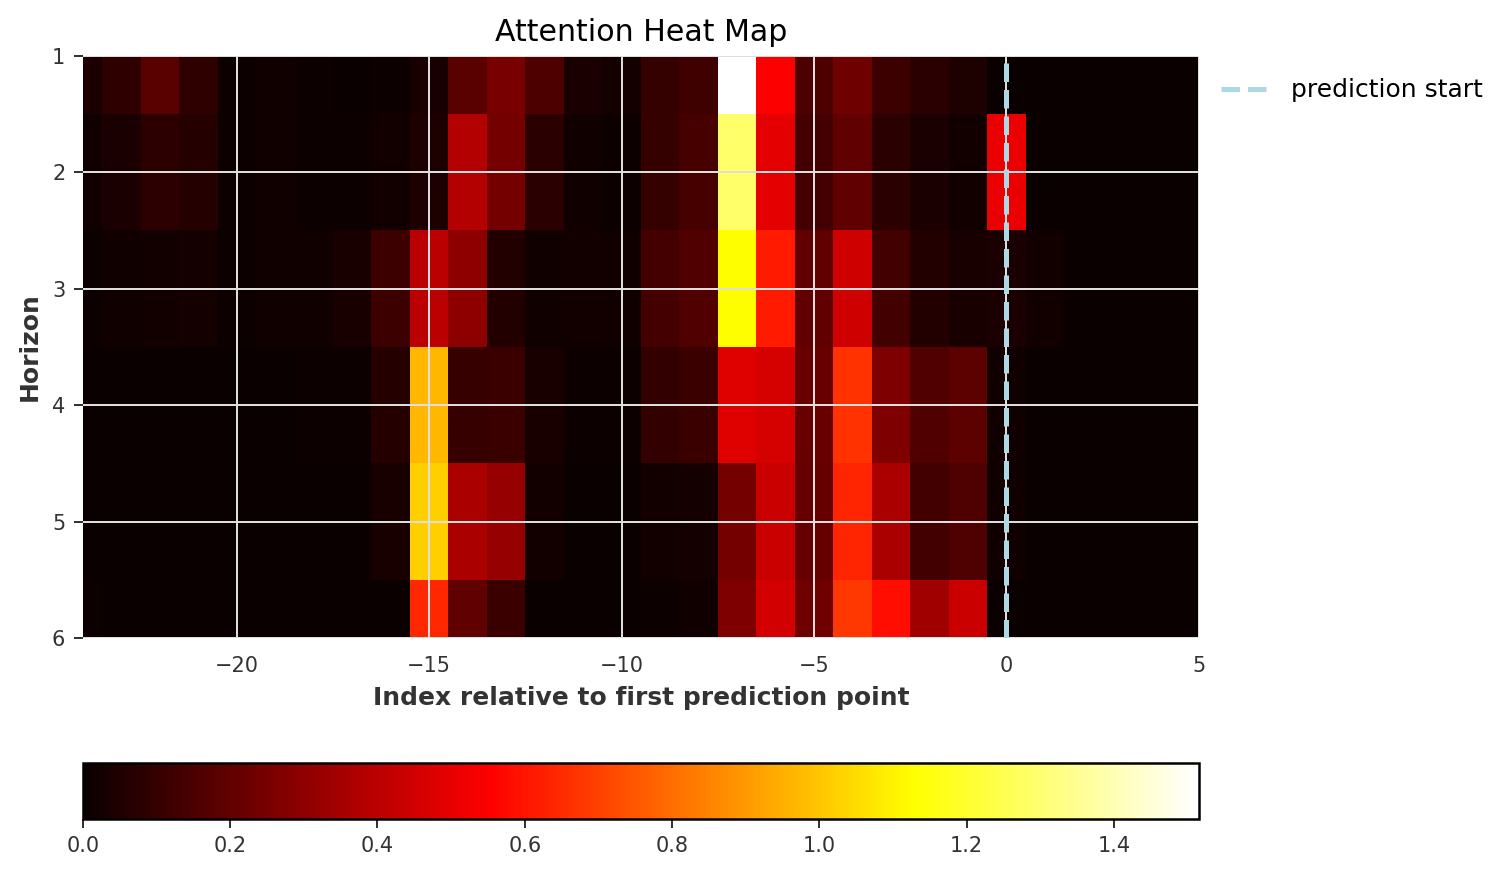 Attention Heat Map
prediction start
Horizon
1
2
3
4
5
6
−20 −15 −10 −5 0 5
Index relative to first prediction point
0.0 0.2 0.4 0.6 0.8 1.0 1.2 1.4